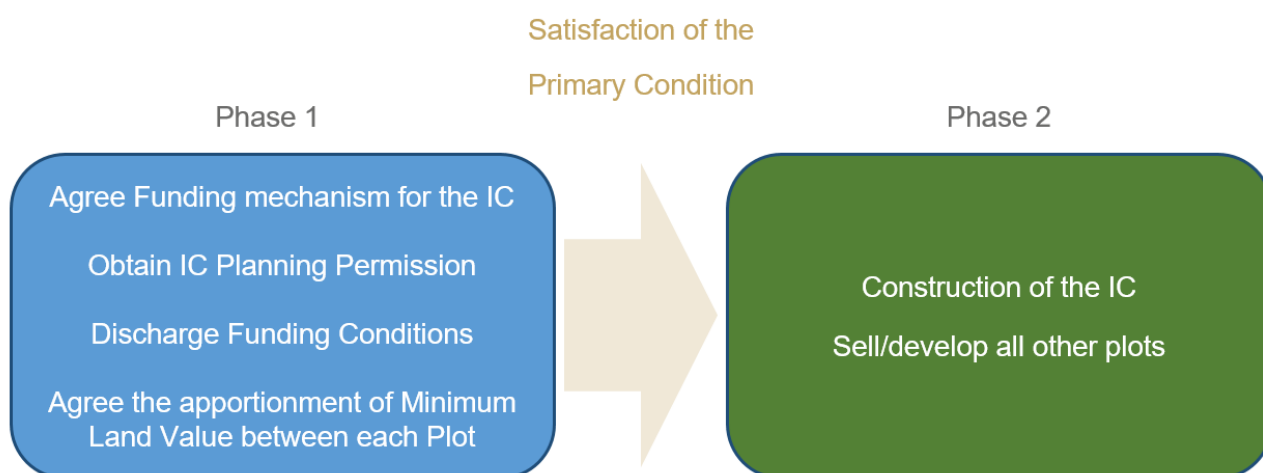 Satisfaction of the
Primary Condition
Phase 1
Phase 2
Agree Funding mechanism for the IC
Obtain IC Planning Permission
Discharge Funding Conditions
Agree the apportionment of Minimum
Land Value between each Plot
Construction of the IC
Sell/develop all other plots